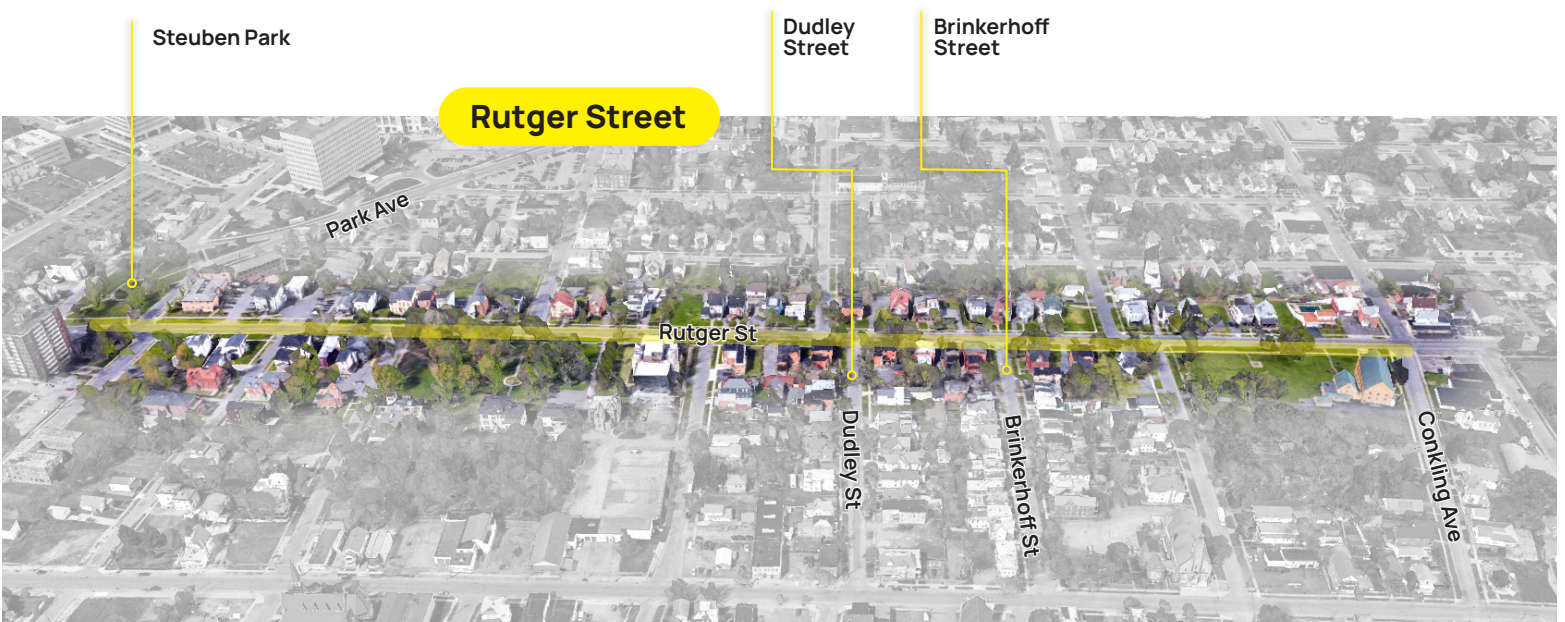 Steuben Park
Dudley
Street
Brinkerhoff
Street
Rutger Street
Park Ave
Rutger St
Dudley St
Brinkerhoff St
Conkling Ave